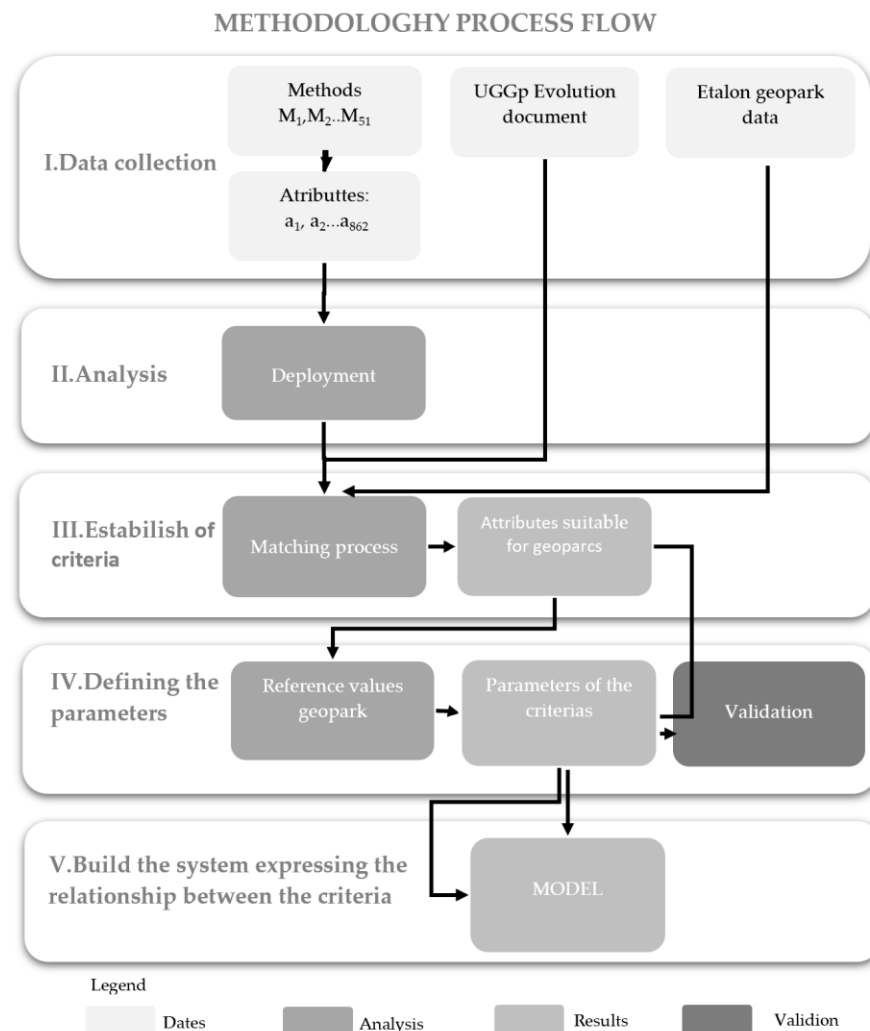 METHODOLOGHY PROCESS FLOW
I.Data collection
Methods
M₁,M₂..M₅₁
UGGp Evolution
document
Etalon geopark
data
Atributtes:
a₁, a₂...a₈₆₂
II.Analysis
Deployment
III.Estabilish of
criteria
Matching process
Attributes suitable
for geoparcs
IV.Defining the
parameters
Reference values
geopark
Parameters of the
criterias
Validation
V.Build the system expressing the
relationship between the criteria
MODEL
Legend
Dates
Analysis
Results
Validion